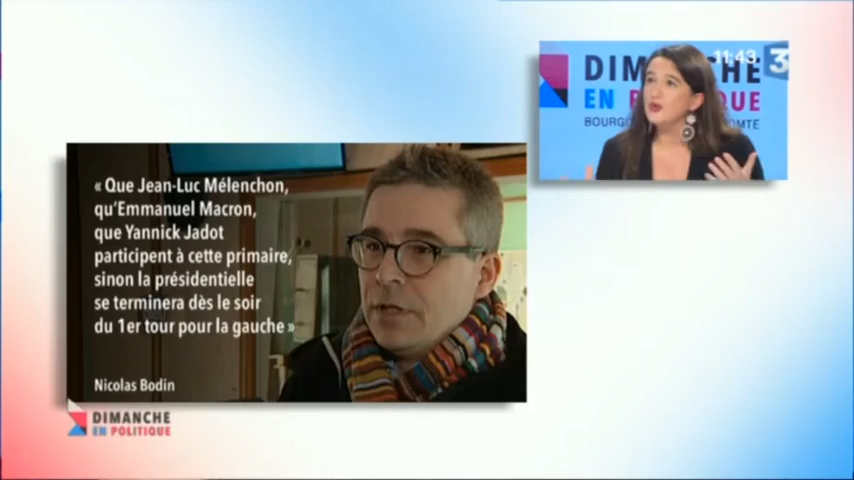 « Que Jean-Luc Mélenchon,
qu'Emmanuel Macron,
que Yannick Jadot
participent à cette primaire,
sinon la présidentielle
se terminera dès le soir
du 1er tour pour la gauche »
Nicolas Bodin
DIMANCHE
EN POLITIQUE
11:43
3
DIMANCHE
EN POLITIQUE